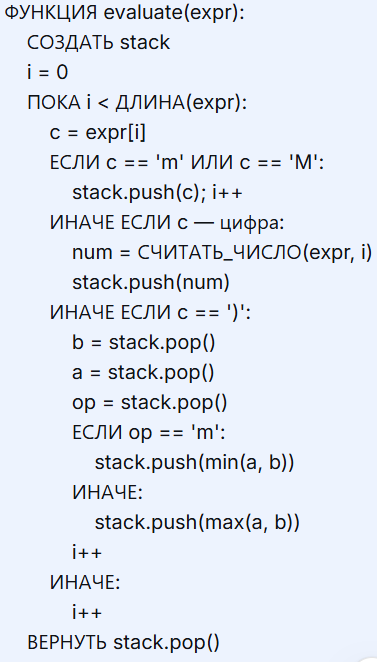 ФУНКЦИЯ evaluate(expr):
СОЗДАТЬ stack
i = 0
ПОКА i < ДЛИНА(expr):
c = expr[i]
ЕСЛИ c == 'm' ИЛИ c == 'M':
stack.push(c); i++
ИНАЧЕ ЕСЛИ c — цифра:
num = СЧИТАТЬ_ЧИСЛО(expr, i)
stack.push(num)
ИНАЧЕ ЕСЛИ c == ')':
b = stack.pop()
a = stack.pop()
op = stack.pop()
ЕСЛИ op == 'm':
stack.push(min(a, b))
ИНАЧЕ:
stack.push(max(a, b))
i++
ИНАЧЕ:
i++
ВЕРНУТЬ stack.pop()